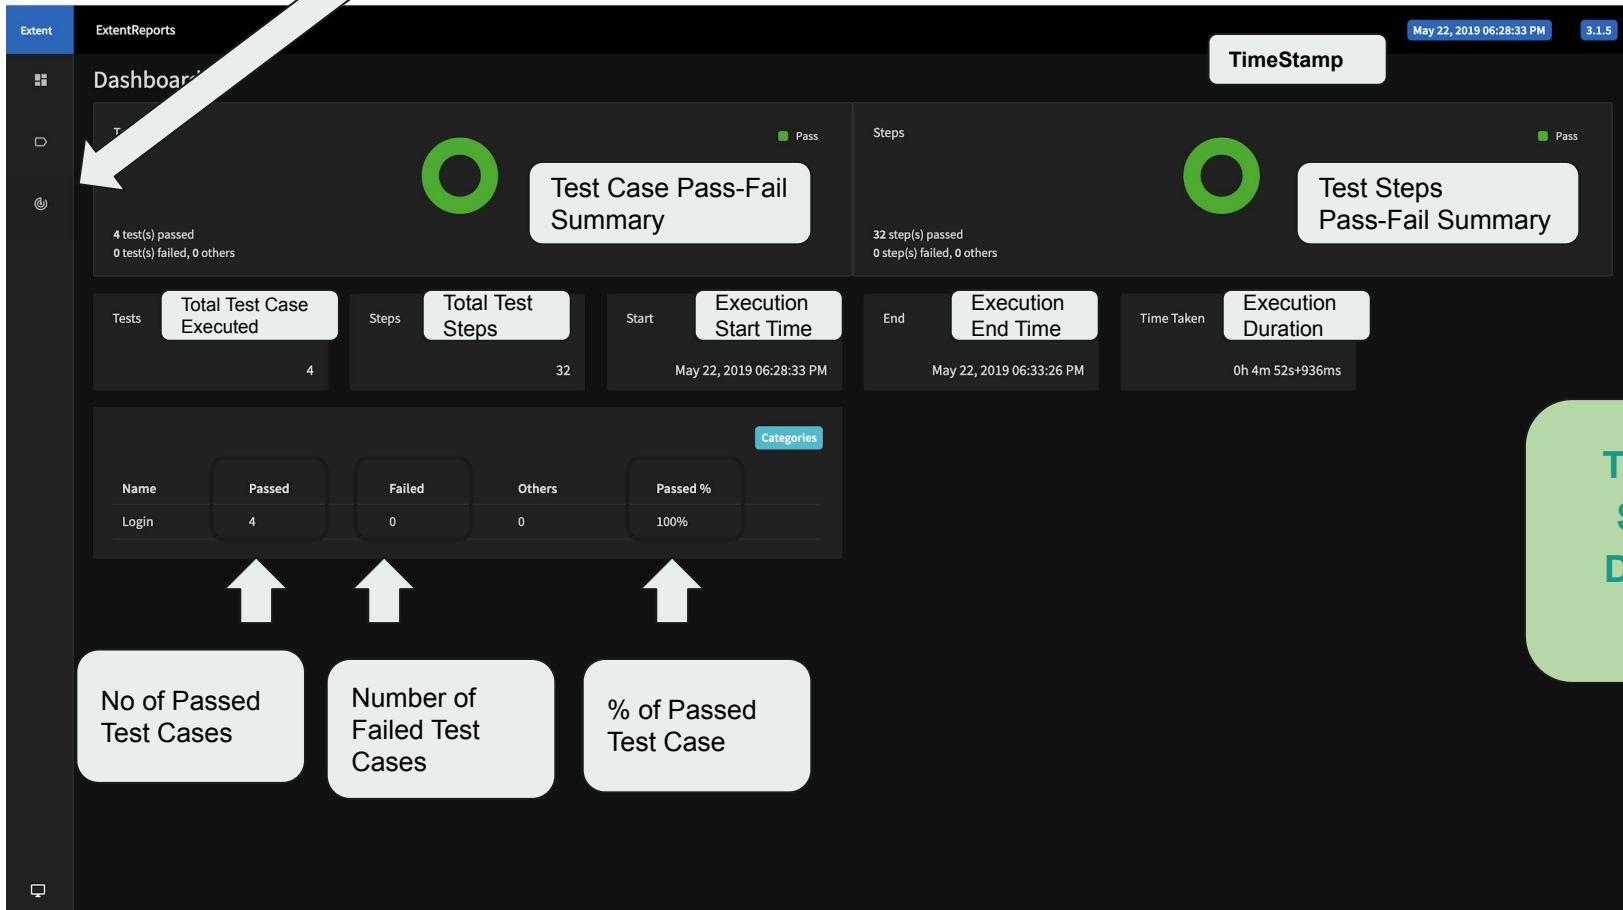 Extent
ExtentReports
May 22, 2019 06:28:33 PM
3.1.5
TimeStamp
Dashboard
Pass
Test Case Pass-Fail
Summary
4 test(s) passed
0 test(s) failed, 0 others
Steps
Pass
Test Steps
Pass-Fail Summary
32 step(s) passed
0 step(s) failed, 0 others
Tests
Total Test Case
Executed
4
Steps
Total Test
Steps
32
Start
Execution
Start Time
May 22, 2019 06:28:33 PM
End
Execution
End Time
May 22, 2019 06:33:26 PM
Time Taken
Execution
Duration
0h 4m 52s+936ms
Categories
Name Passed Failed Others Passed %
Login 4 0 0 100%
No of Passed
Test Cases
Number of
Failed Test
Cases
% of Passed
Test Case